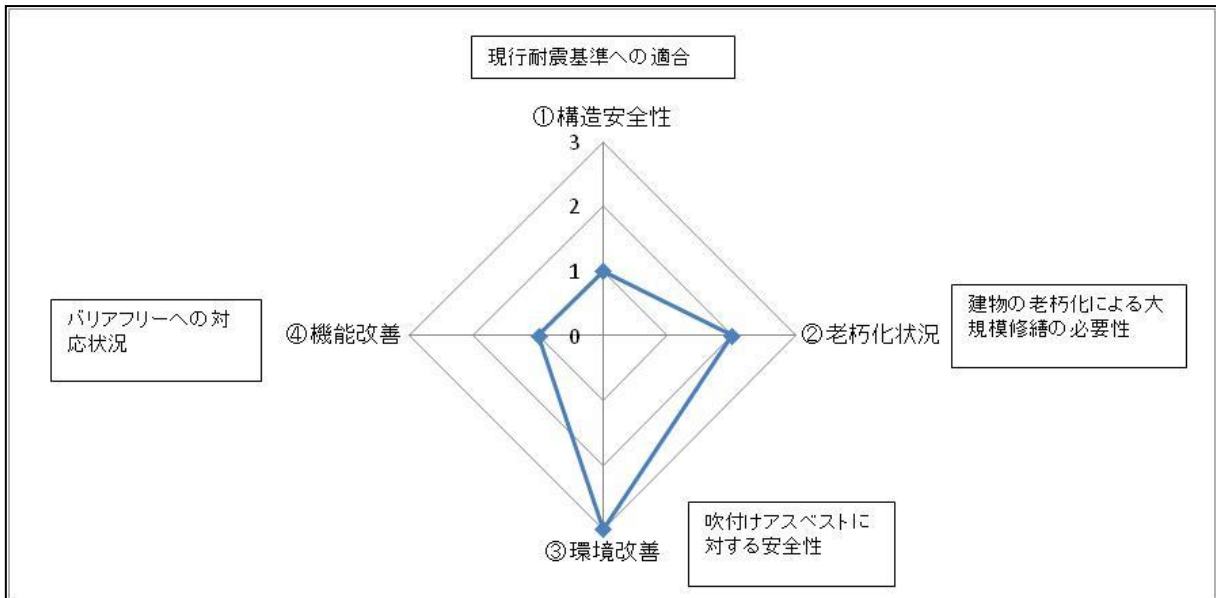 現行耐震基準への適合
①構造安全性
3
2
1
0
バリアフリーへの対
応状況
④機能改善
②老朽化状況
建物の老朽化による大
規模修繕の必要性
③環境改善
吹付けアスベストに
対する安全性